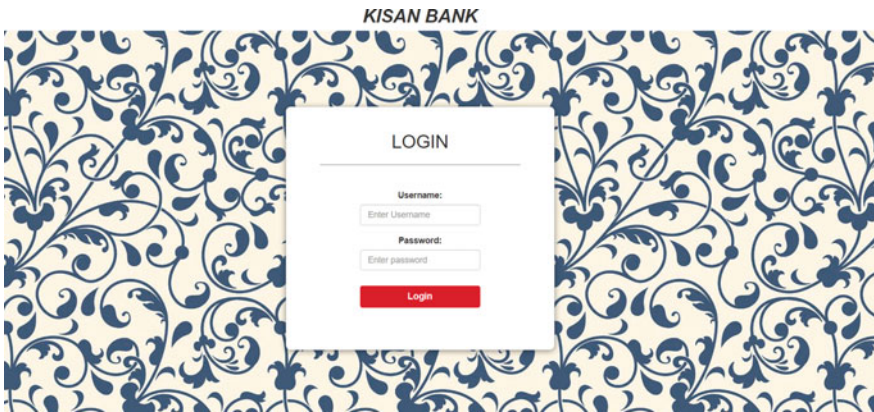 KISAN BANK
LOGIN
Username:
Enter Username
Password:
Enter password
Login